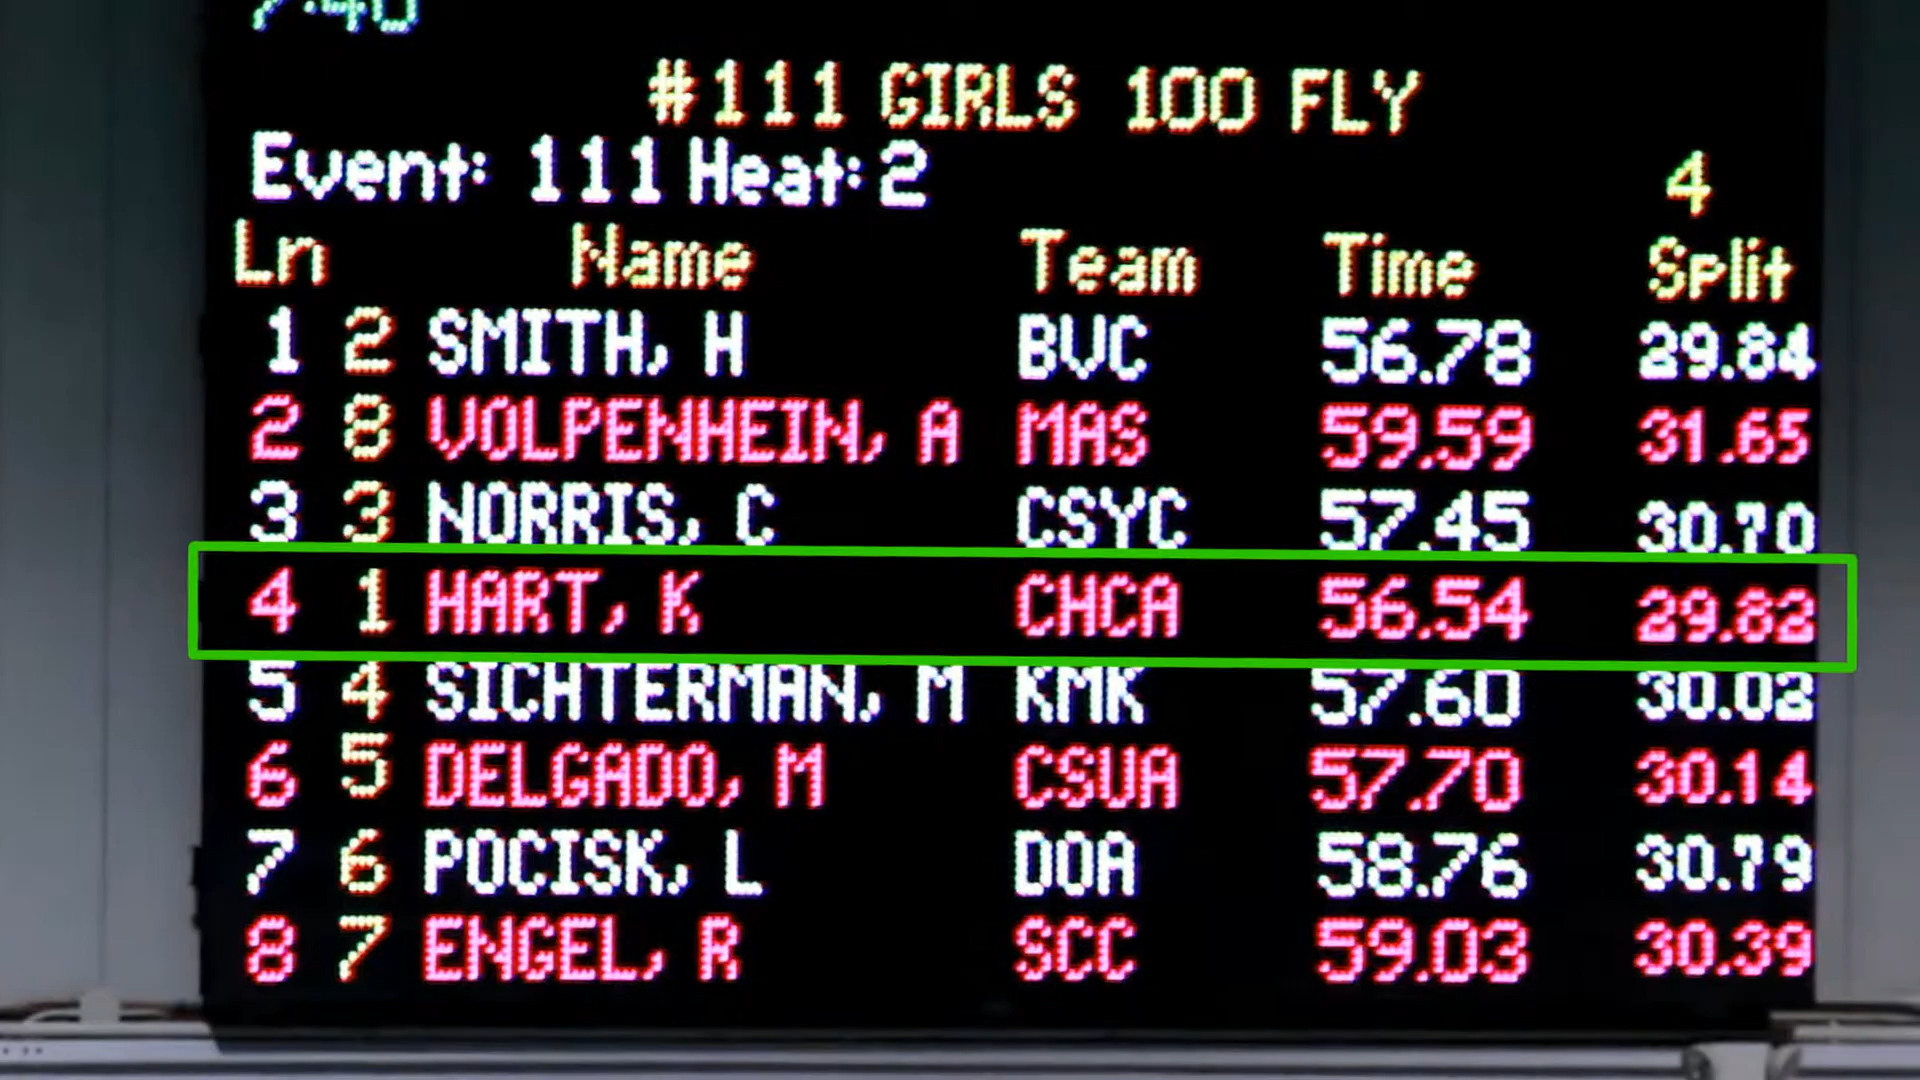 7:40
#111 GIRLS 100 FLY
Event: 111 Heat: 2 4
Ln Name Team Time Split
1 2 SMITH, H BVC 56.78 29.84
2 8 VOLPENHEIN, A MAS 59.59 31.65
3 3 NORRIS, C CSYC 57.45 30.70
4 1 HART, K CHCA 56.54 29.82
5 4 SICHTERMAN, M KMK 57.60 30.02
6 5 DELGADO, M CSUA 57.70 30.14
7 6 POCISK, L DOA 58.76 30.79
8 7 ENGEL, R SCC 59.03 30.39